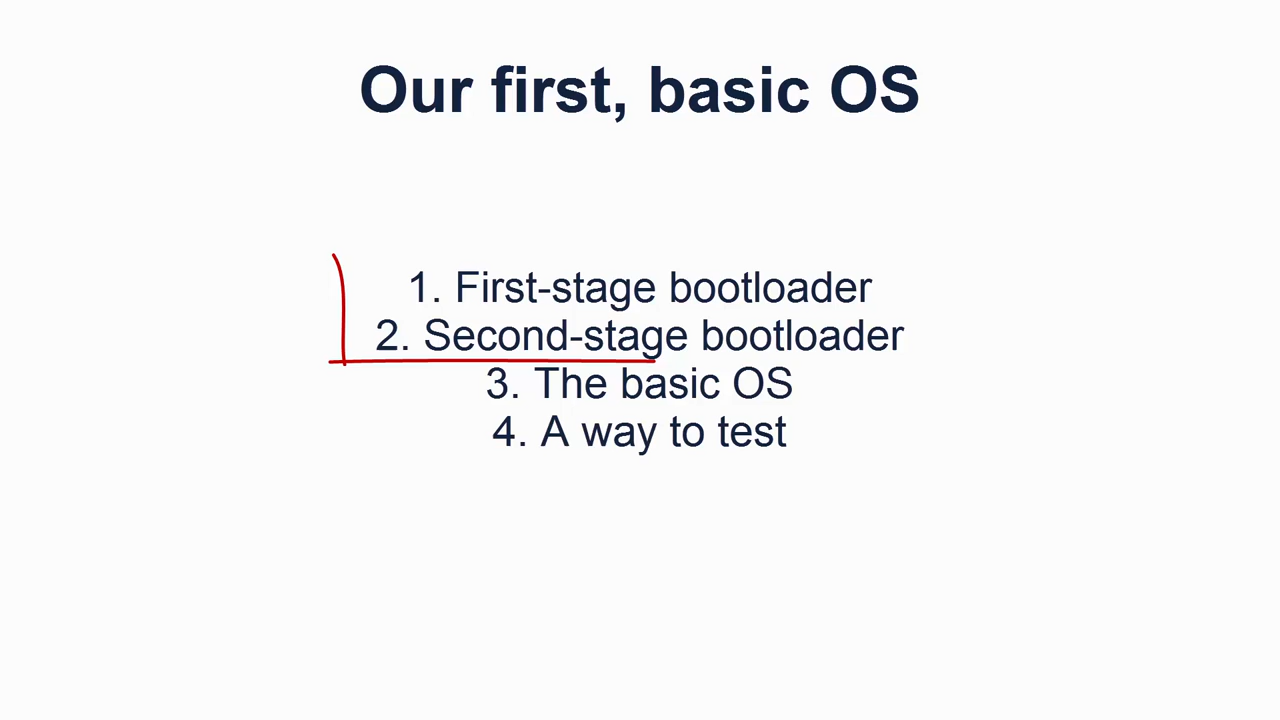 Our first, basic OS
1. First-stage bootloader
2. Second-stage bootloader
3. The basic OS
4. A way to test